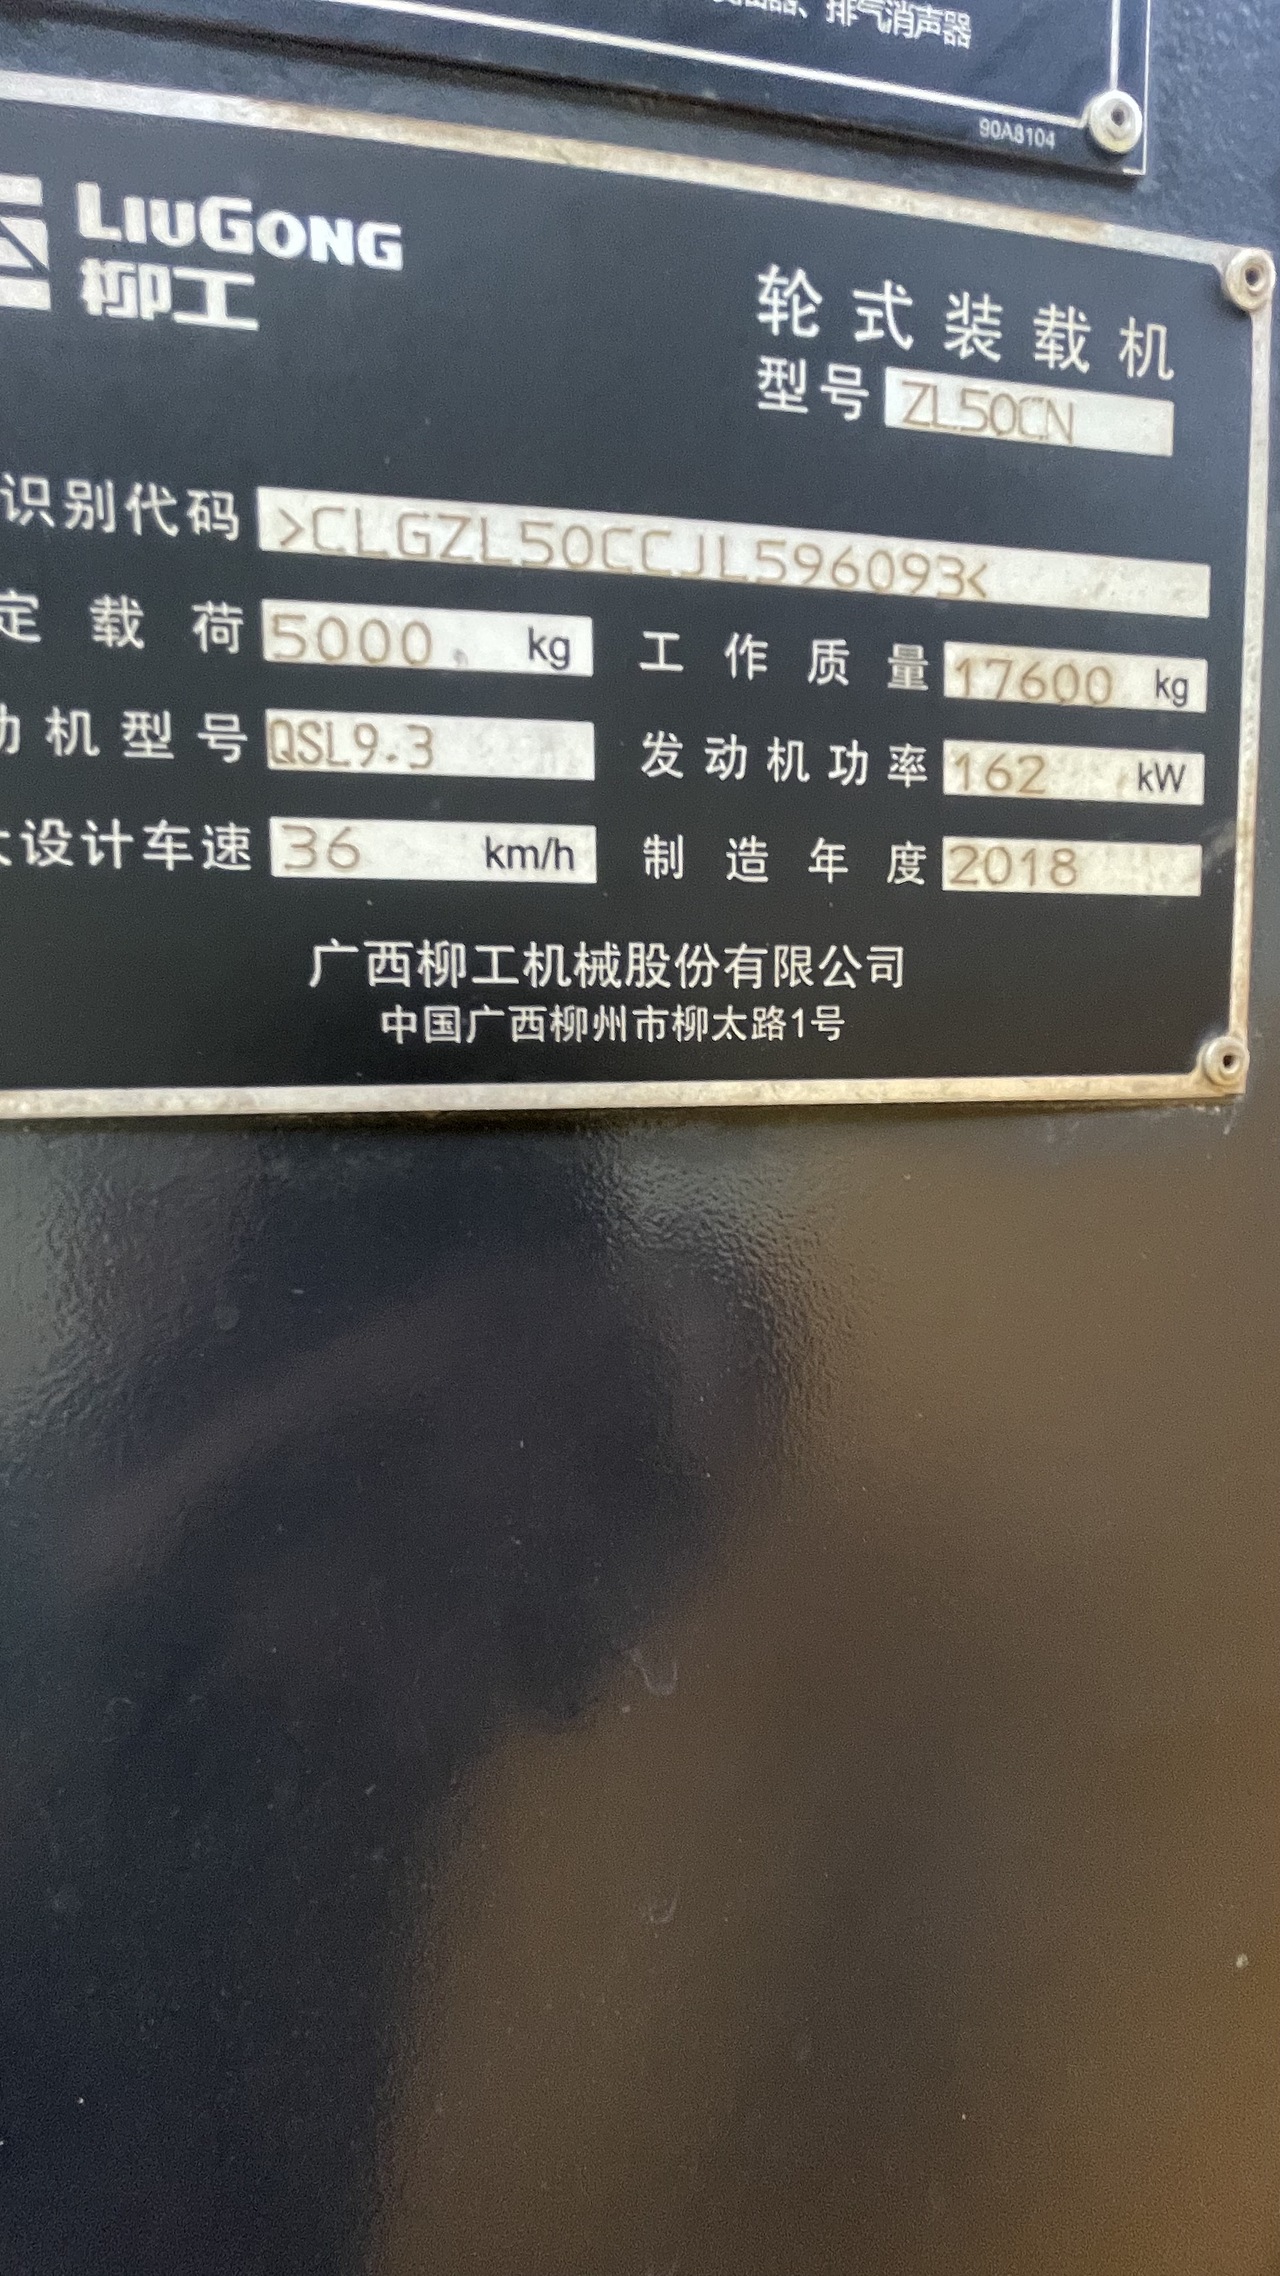 排气消声器
90A8104
LIUGONG
柳工
轮式装载机
型号 ZL50CN
识别代码 >CLGZL50CCJL596093<
定载荷 5000 kg 工作质量 17600 kg
动机型号 QSL9.3 发动机功率 162 kW
大设计车速 36 km/h 制造年度 2018
广西柳工机械股份有限公司
中国广西柳州市柳太路1号